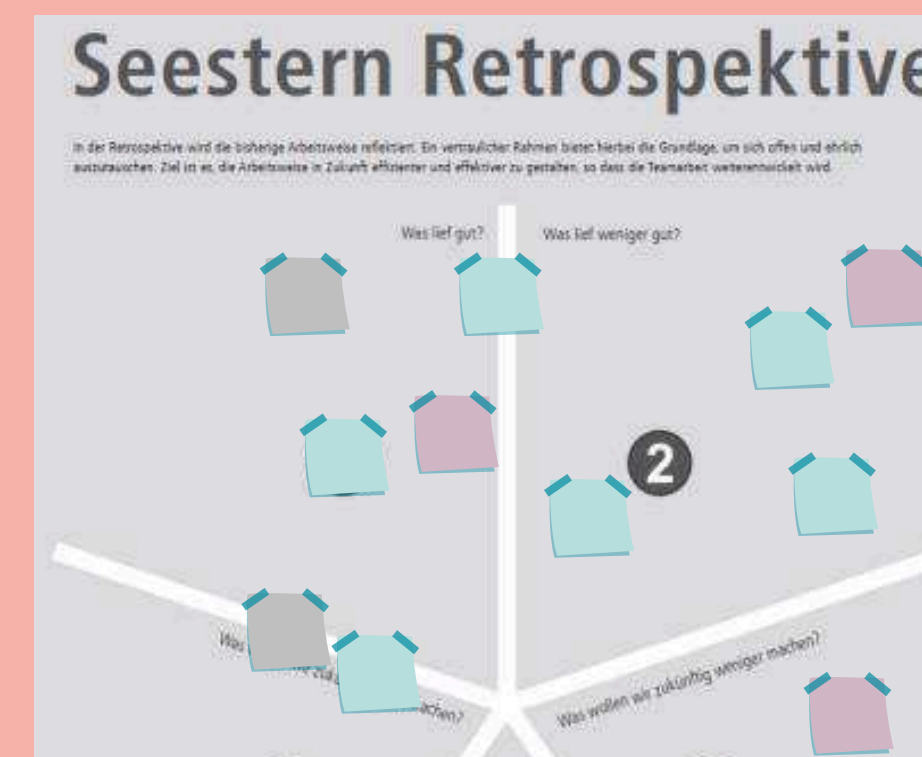 Seestern Retrospektive
In der Retrospektive wird die bisherige Arbeitsweise reflektiert. Ein vertraulicher Rahmen bietet hierbei die Grundlage, um sich offen und ehrlich
auszutauschen. Ziel ist es, die Arbeitsweise in Zukunft effizienter und effektiver zu gestalten, so dass die Teamarbeit weiterentwickelt wird.
Was lief gut?
Was lief weniger gut?
2
Was
machen?
Was wollen wir zukünftig weniger machen?